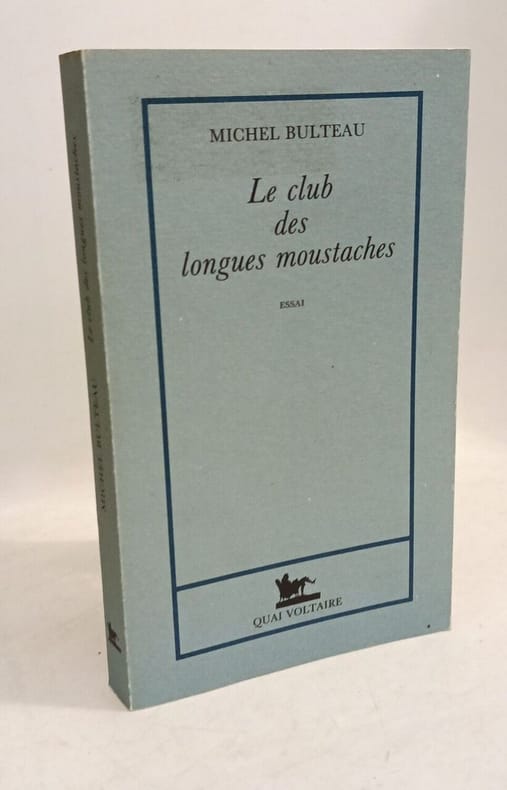 MICHEL BULTEAU
Le club
des
longues moustaches
ESSAI
QUAI VOLTAIRE
MICHEL BULTEAU Le club des longues moustaches